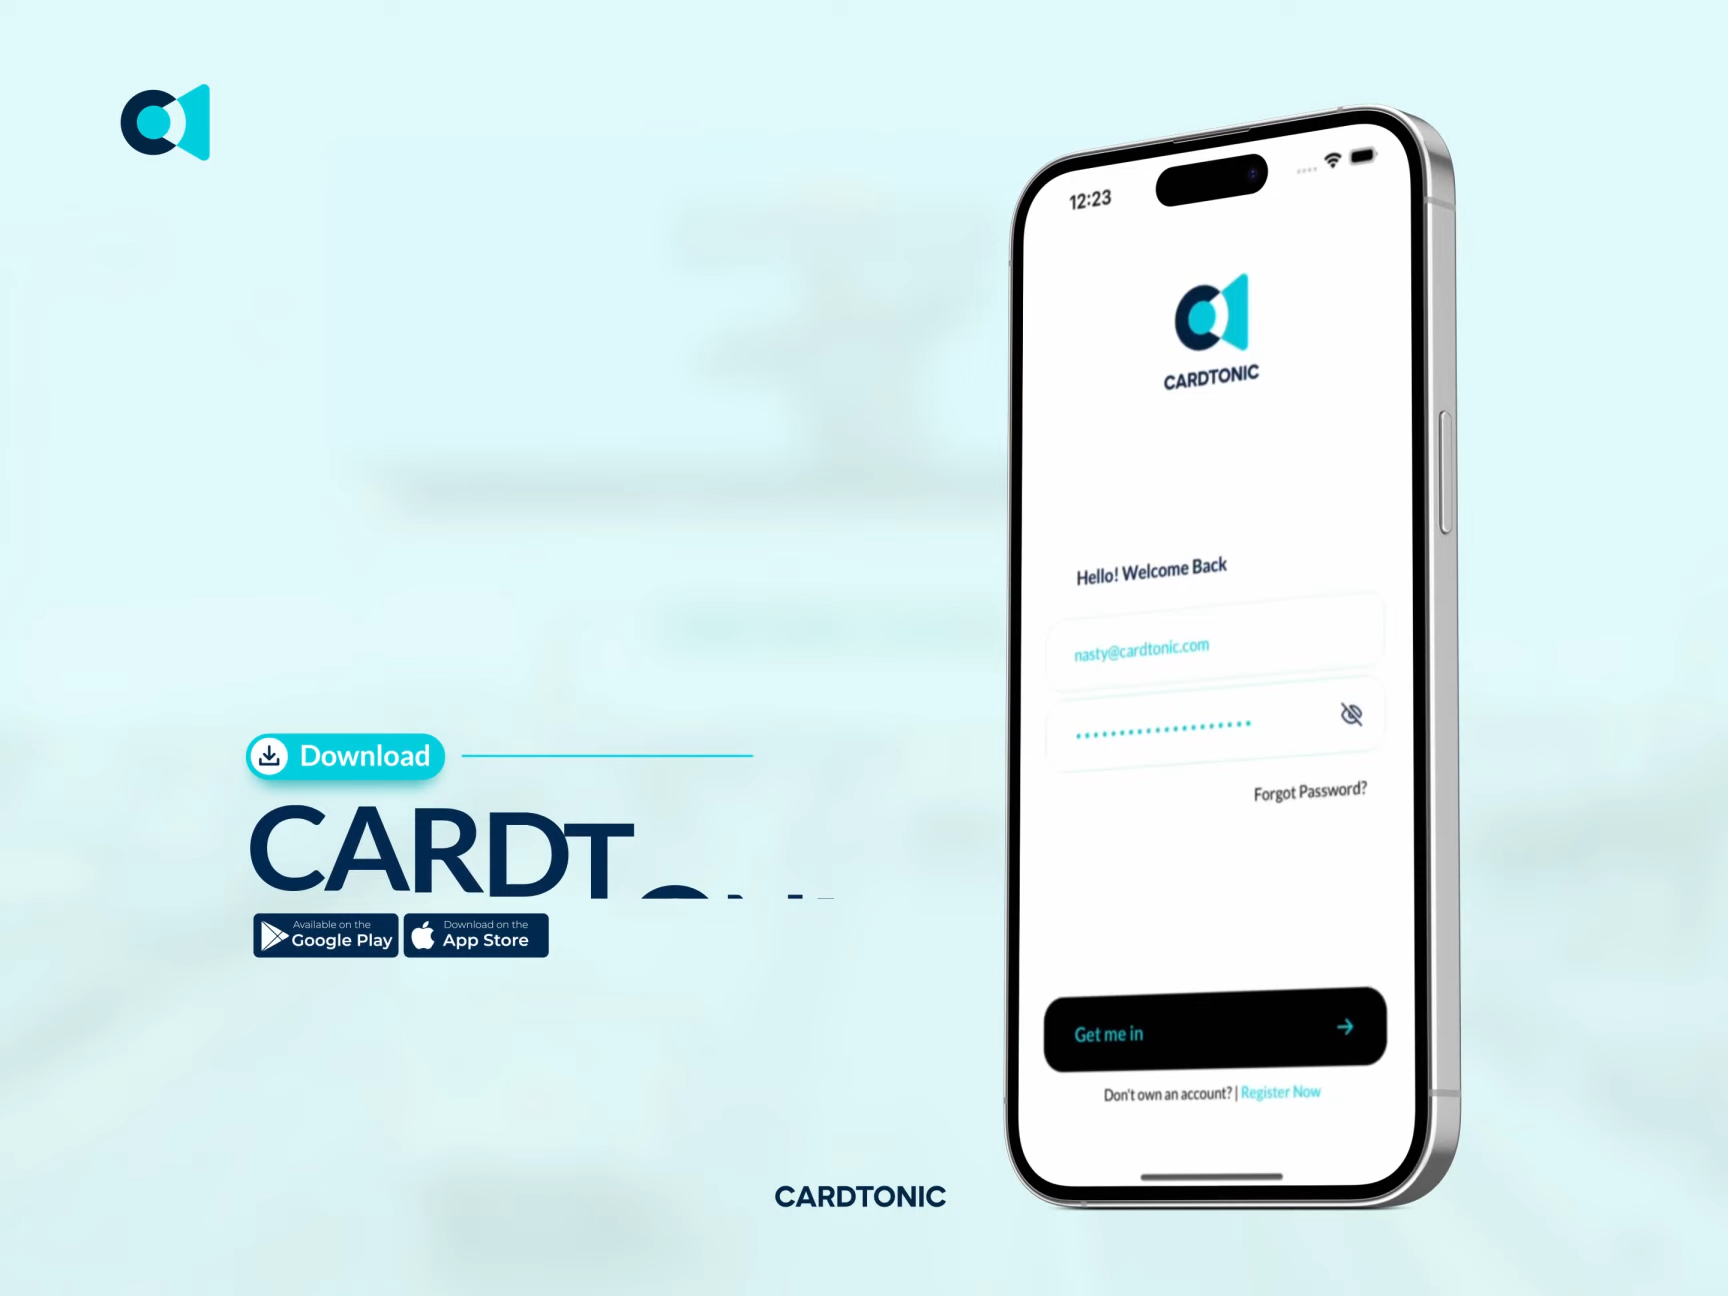 12:23
CARDTONIC
Hello! Welcome Back
nasty@cardtonic.com
Forgot Password?
Get me in
Don't own an account? | Register Now
Download
CARDT
Available on the
Google Play
Download on the
App Store
CARDTONIC